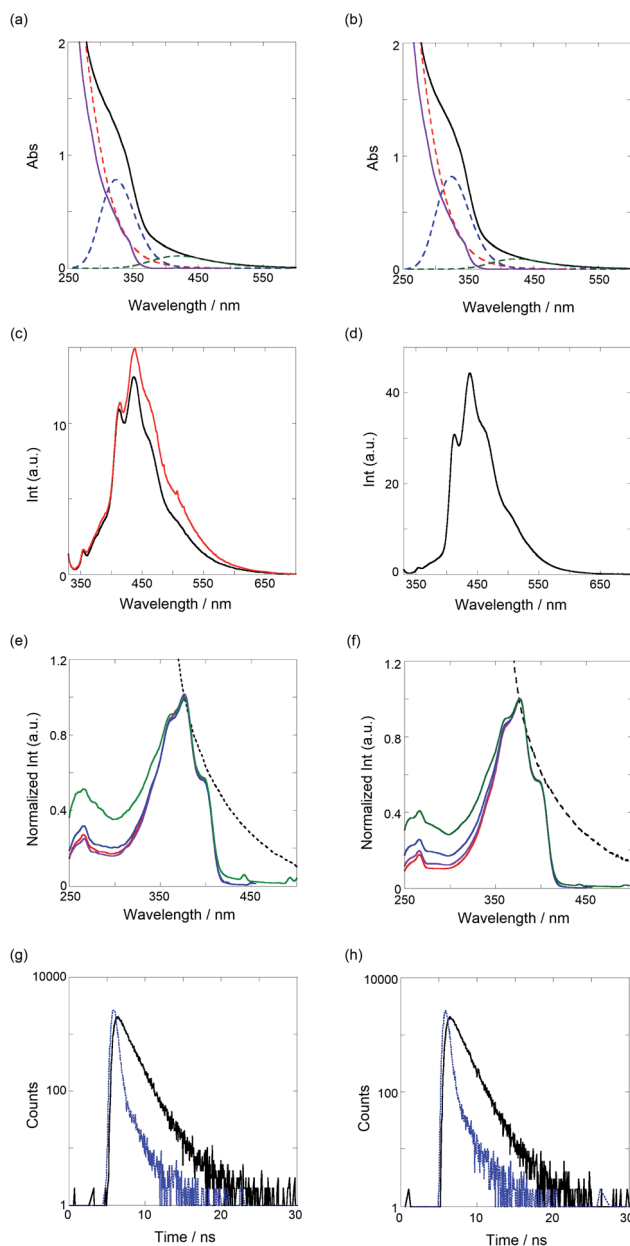 (a) (b)
2 2
Abs Abs
1 1
0 0
250 350 450 550 250 350 450 550
Wavelength / nm Wavelength / nm
(c) (d)
40
Int (a.u.) 10 Int (a.u.)
20
0 0
350 450 550 650 350 450 550 650
Wavelength / nm Wavelength / nm
(e) (f)
1.2 1.2
Normalized Int (a.u.) Normalized Int (a.u.)
0.8 0.8
0.4 0.4
0 0
250 300 350 400 450 250 300 350 400 450
Wavelength / nm Wavelength / nm
(g) (h)
10000 10000
Counts Counts
100 100
1 1
0 10 20 30 0 10 20 30
Time / ns Time / ns